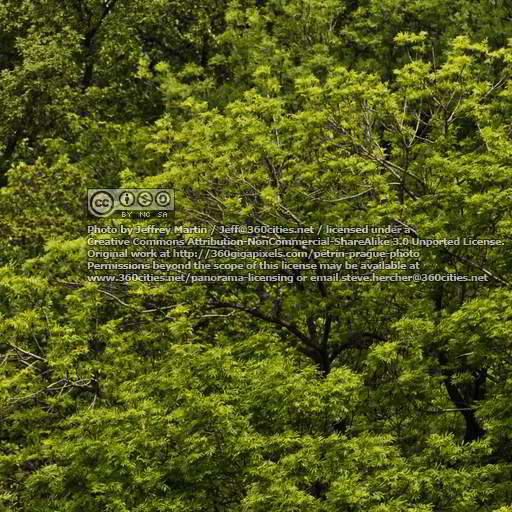 cc
BY NC SA
Photo by Jeffrey Martin / Jeff@360cities.net / licensed under a
Creative Commons Attribution-NonCommercial-ShareAlike 3.0 Unported License.
Original work at http://360gigapixels.com/petrin-prague-photo
Permissions beyond the scope of this license may be available at
www.360cities.net/panorama-licensing or email steve.hercher@360cities.net